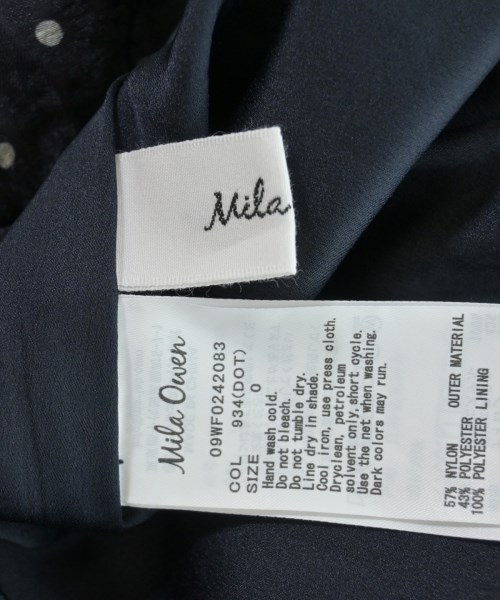 Mila
Mila Owen
09WF0242083
COL 934(DOT)
SIZE 0
Hand wash cold.
Do not bleach.
Do not tumble dry.
Line dry in shade.
Cool iron, use press cloth.
Dryclean, petroleum
solvent only, short cycle.
Use the net when washing.
Dark colors may run.
OUTER MATERIAL
57% NYLON
43% POLYESTER
LINING
100% POLYESTER